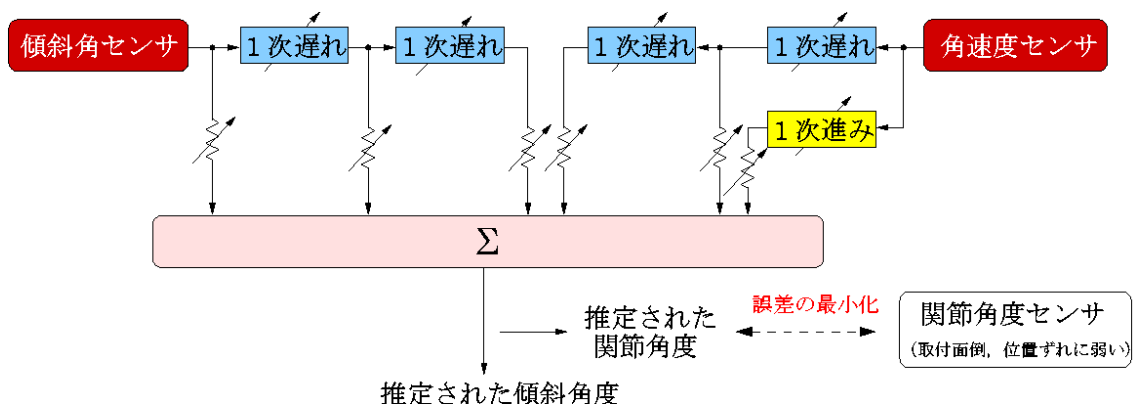 傾斜角センサ
1次遅れ
1次遅れ
1次遅れ
1次遅れ
角速度センサ
1次進み
Σ
推定された
関節角度
誤差の最小化
関節角度センサ
(取付面倒，位置ずれに弱い)
推定された傾斜角度